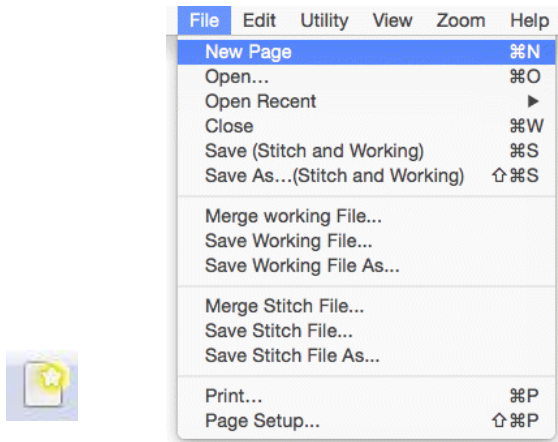 File Edit Utility View Zoom Help
New Page ⌘N
Open... ⌘O
Open Recent ▶
Close ⌘W
Save (Stitch and Working) ⌘S
Save As...(Stitch and Working) ⇧⌘S
Merge working File...
Save Working File...
Save Working File As...
Merge Stitch File...
Save Stitch File...
Save Stitch File As...
Print... ⌘P
Page Setup... ⇧⌘P